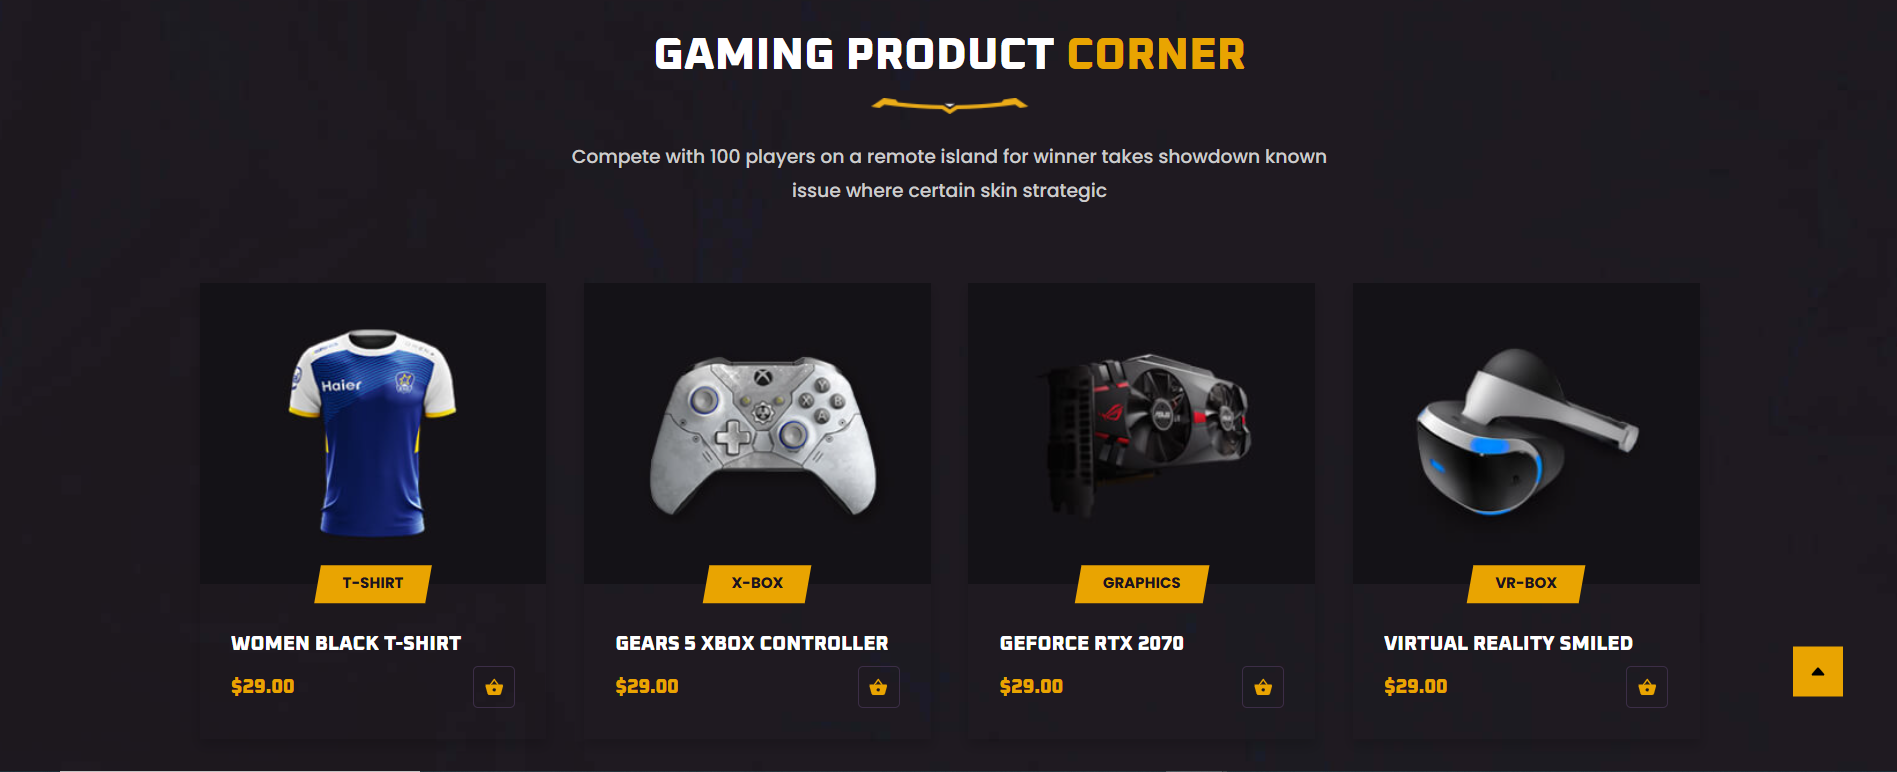 GAMING PRODUCT CORNER
Compete with 100 players on a remote island for winner takes showdown known
issue where certain skin strategic
Haier
Y
X B
A
ASUS
T-SHIRT
X-BOX
GRAPHICS
VR-BOX
WOMEN BLACK T-SHIRT
GEARS 5 XBOX CONTROLLER
GEFORCE RTX 2070
VIRTUAL REALITY SMILED
$29.00
$29.00
$29.00
$29.00